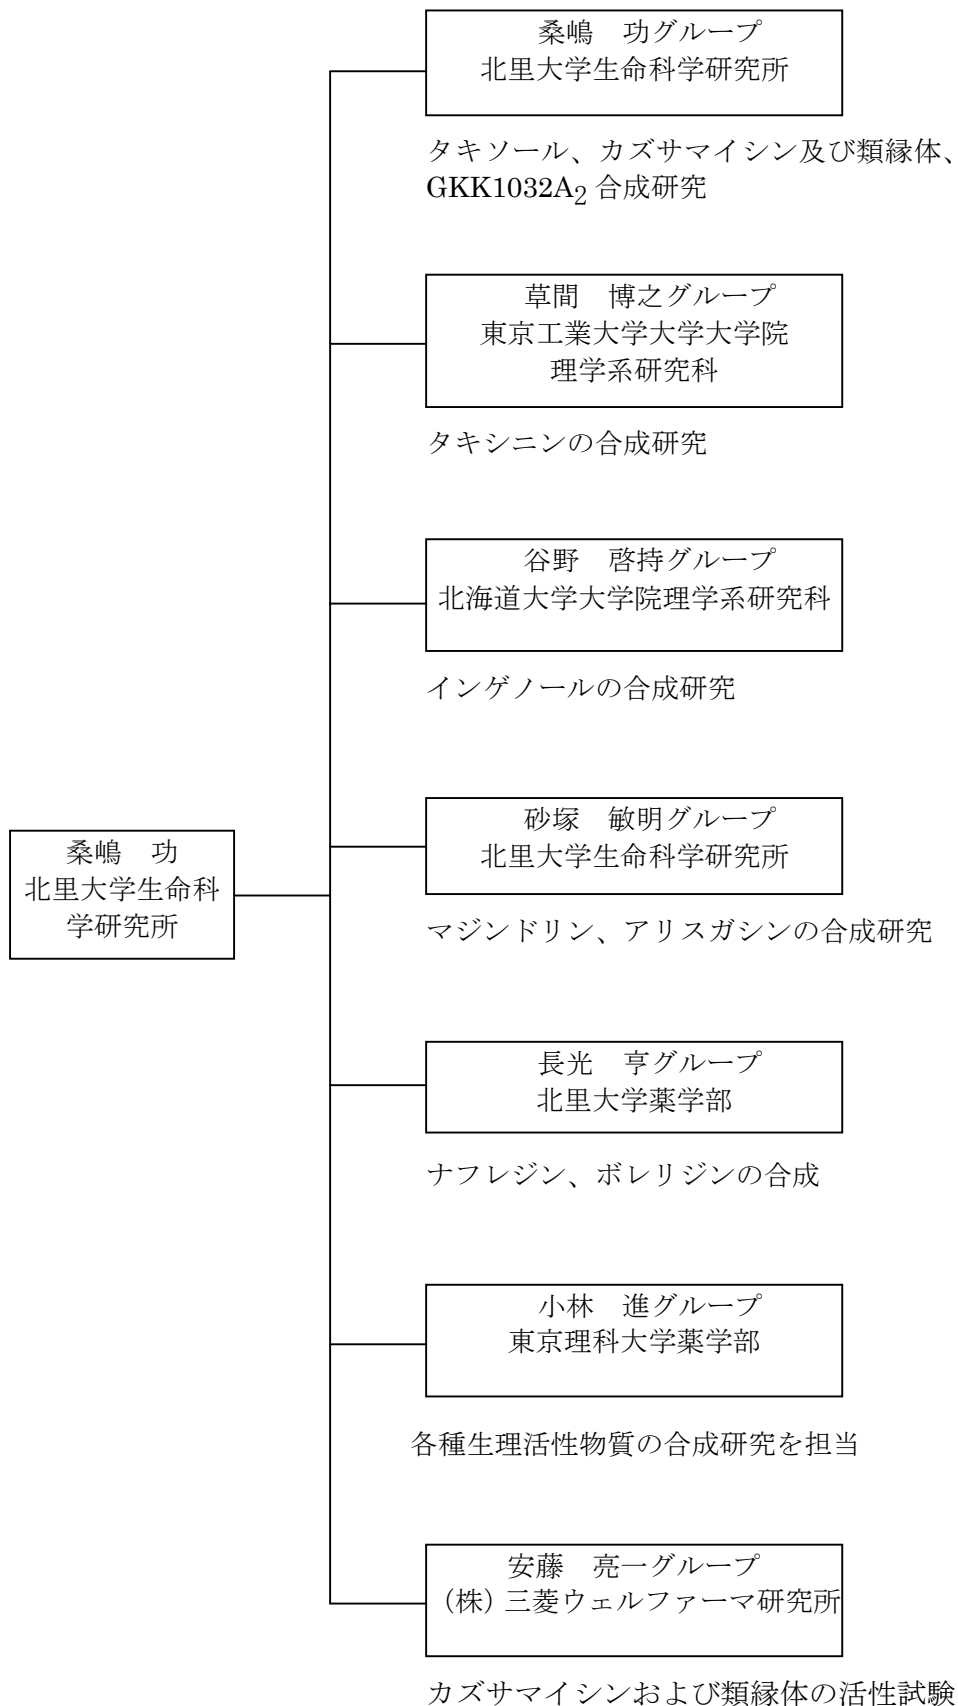 桑嶋　功グループ
北里大学生命科学研究所
タキソール、カズサマイシン及び類縁体、
GKK1032A2 合成研究
草間　博之グループ
東京工業大学大学大学院
理学系研究科
タキシニンの合成研究
谷野　啓持グループ
北海道大学大学院理学系研究科
インゲノールの合成研究
桑嶋　功
北里大学生命科
学研究所
砂塚　敏明グループ
北里大学生命科学研究所
マジンドリン、アリスガシンの合成研究
長光　亨グループ
北里大学薬学部
ナフレジン、ボレリジンの合成
小林　進グループ
東京理科大学薬学部
各種生理活性物質の合成研究を担当
安藤　亮一グループ
（株）三菱ウェルファーマ研究所
カズサマイシンおよび類縁体の活性試験